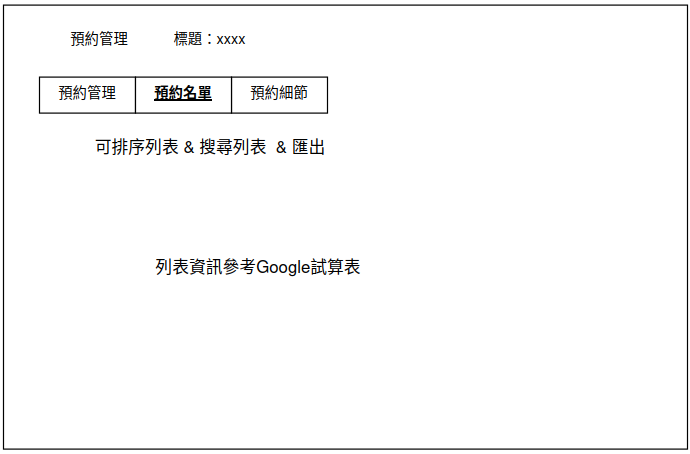 預約管理 標題：xxxx
預約管理 預約名單 預約細節
可排序列表 & 搜尋列表 & 匯出
列表資訊參考Google試算表